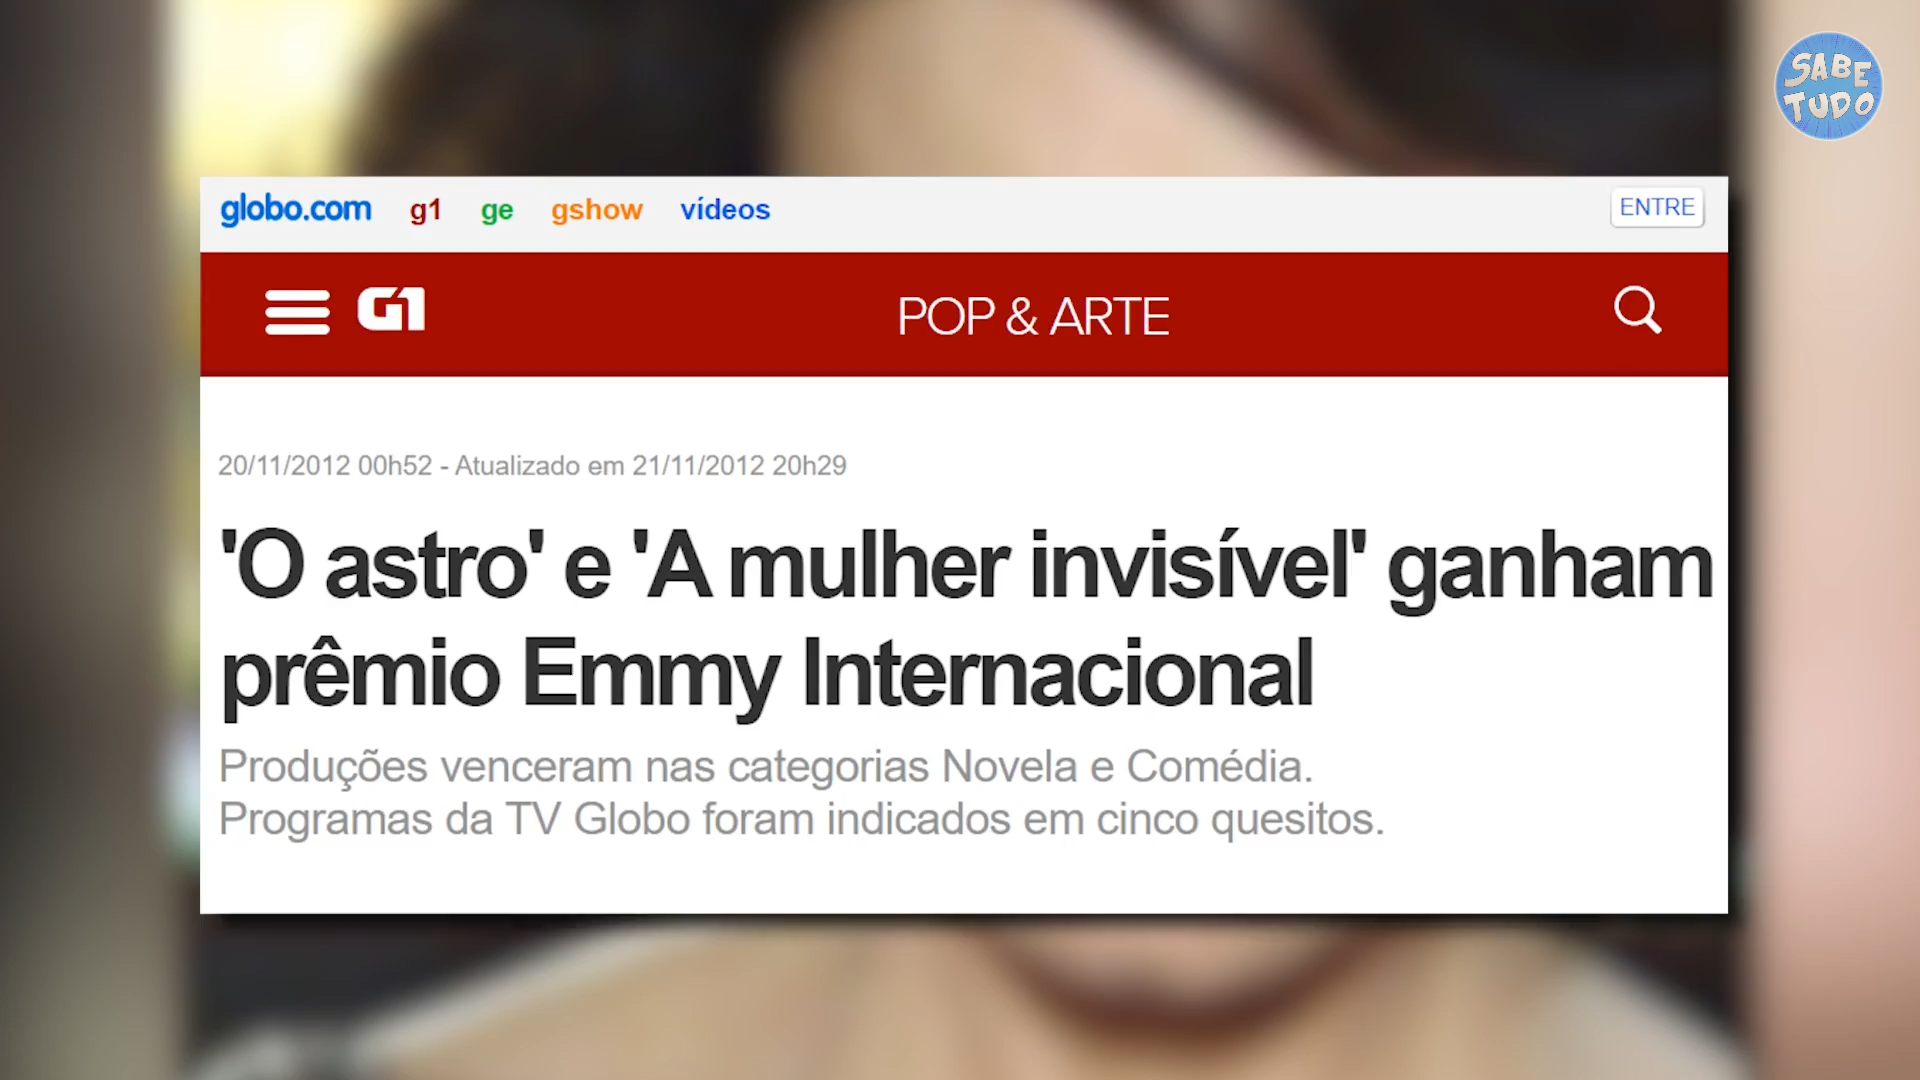 SABE
TUDO
globo.com g1 ge gshow vídeos ENTRE
G1 POP & ARTE
20/11/2012 00h52 - Atualizado em 21/11/2012 20h29
'O astro' e 'A mulher invisível' ganham
prêmio Emmy Internacional
Produções venceram nas categorias Novela e Comédia.
Programas da TV Globo foram indicados em cinco quesitos.